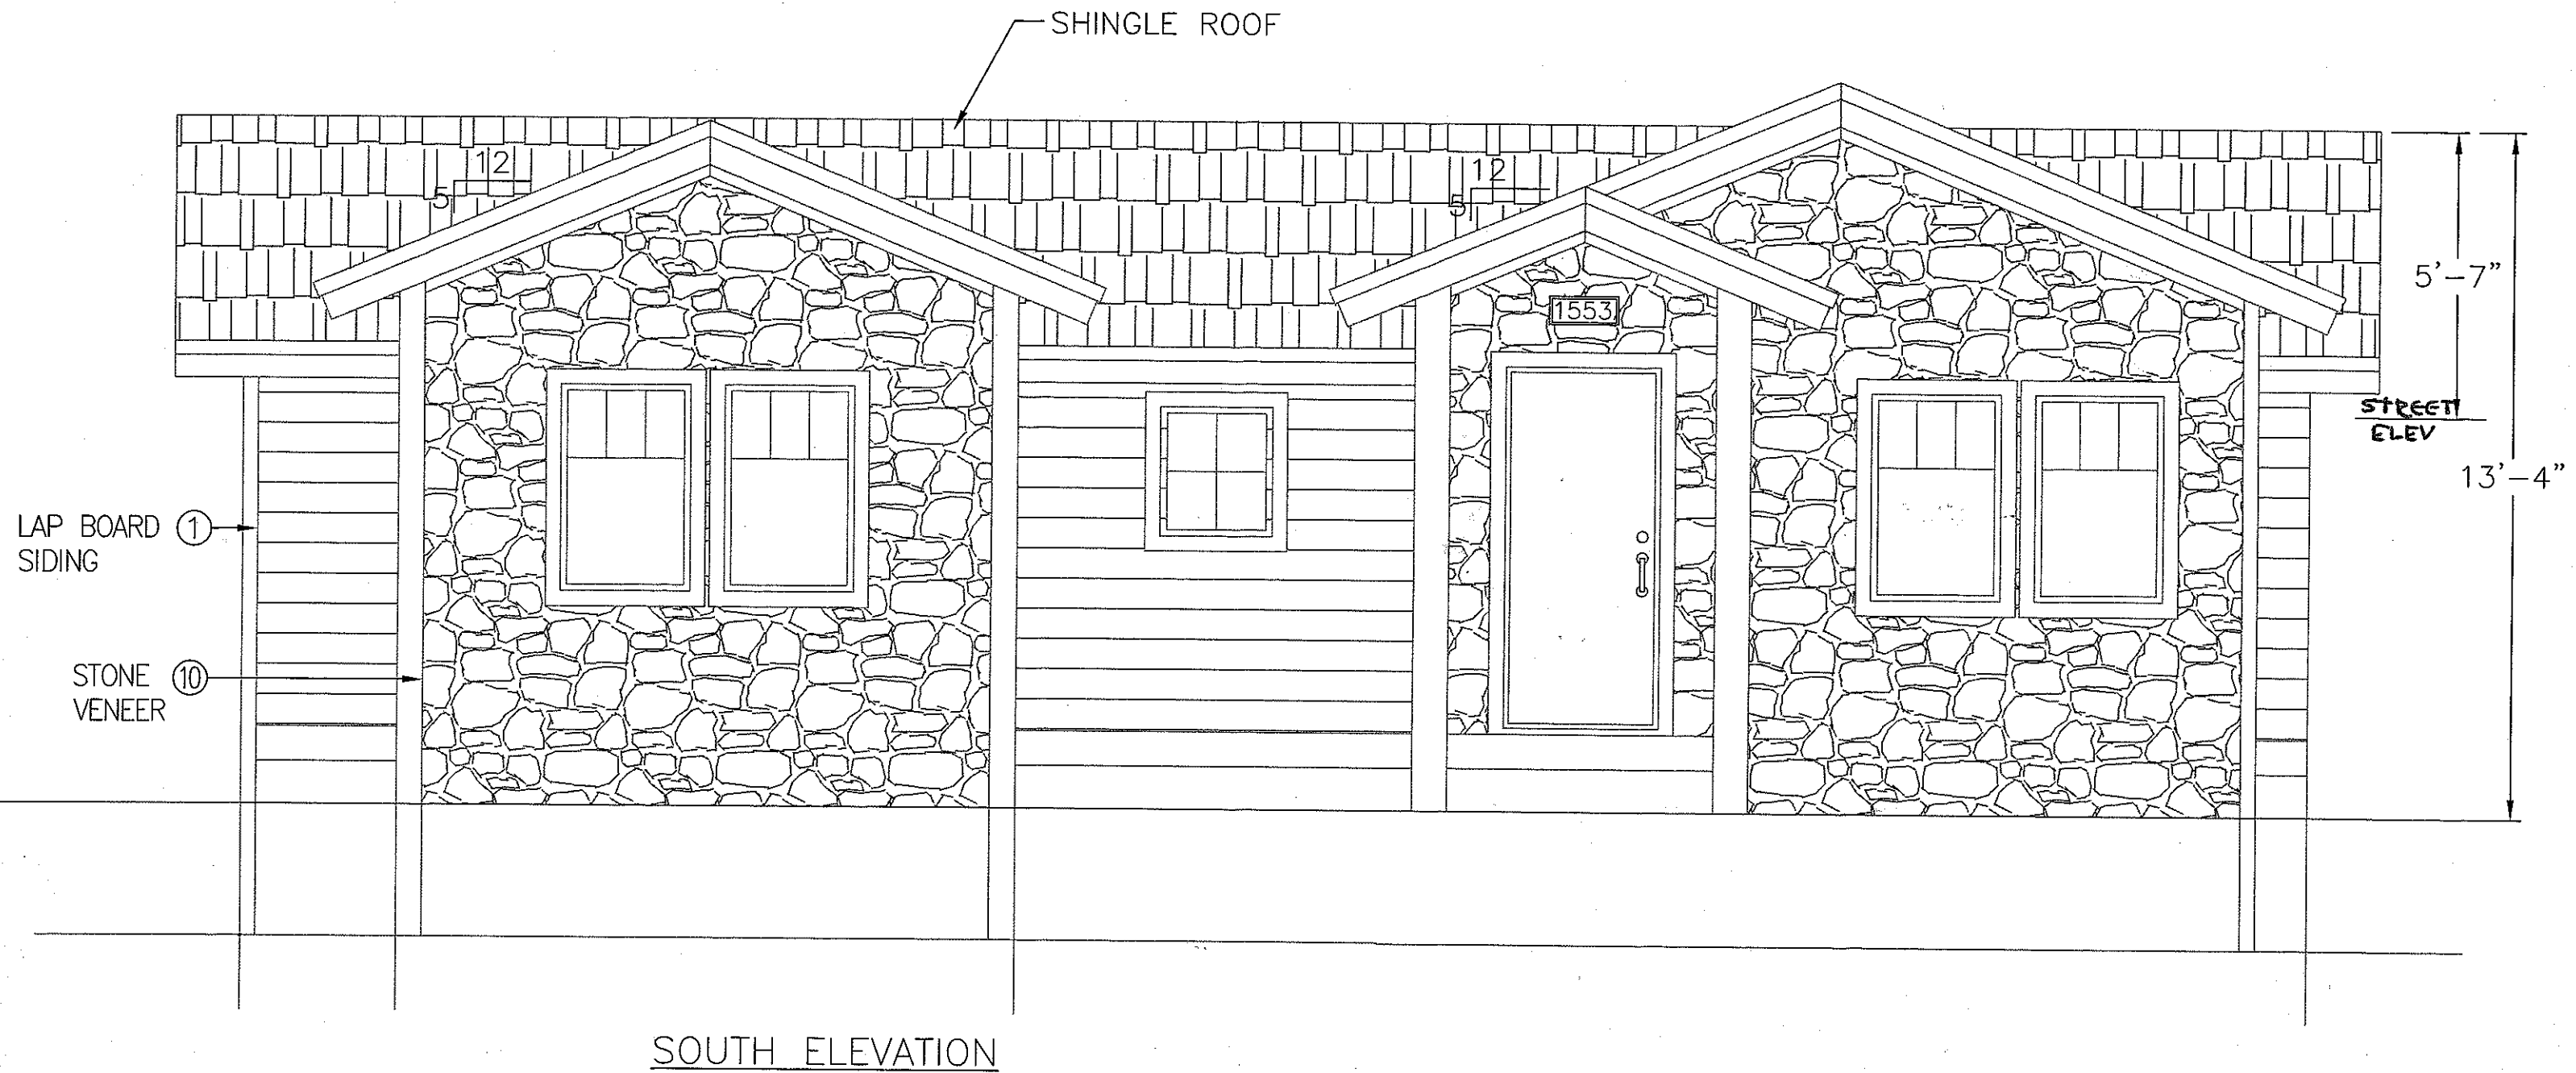 SHINGLE ROOF
12
5
12
5
5'-7"
1553
STREET
ELEV
13'-4"
LAP BOARD 1
SIDING
STONE 10
VENEER
SOUTH ELEVATION